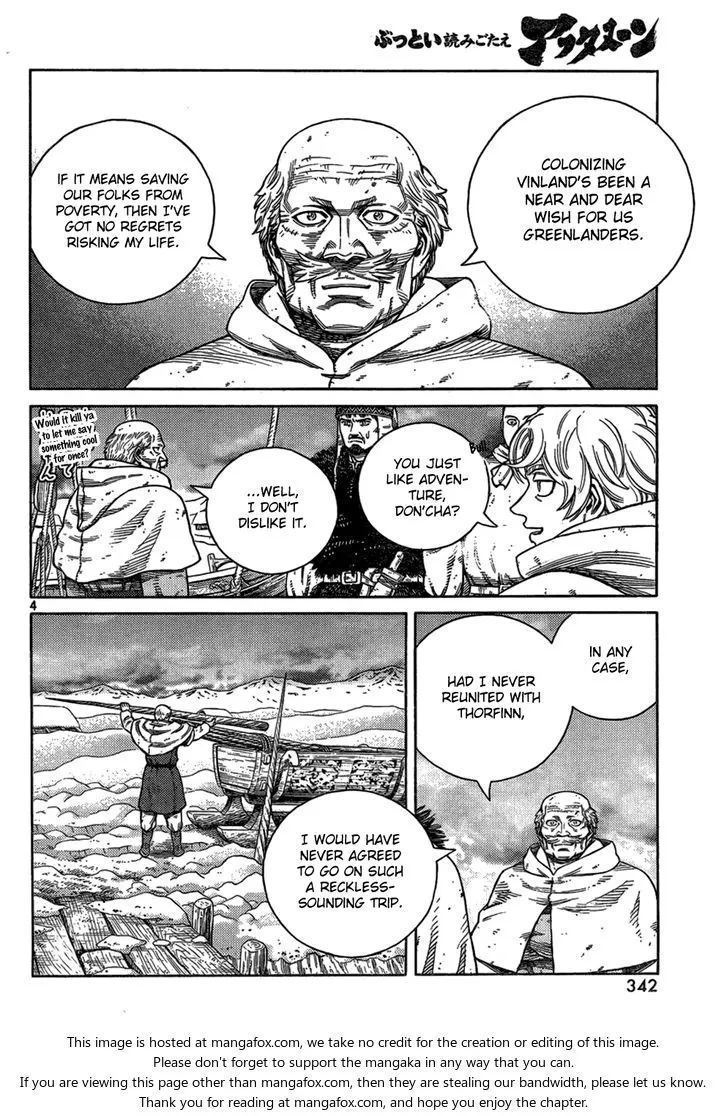 ぶっとい読みごたえ アフタヌーン
COLONIZING
VINLAND'S BEEN A
NEAR AND DEAR
WISH FOR US
GREENLANDERS.
IF IT MEANS SAVING
OUR FOLKS FROM
POVERTY, THEN I'VE
GOT NO REGRETS
RISKING MY LIFE.
YOU JUST
LIKE ADVEN-
TURE,
DON'CHA?
...WELL,
I DON'T
DISLIKE IT.
Would it kill ya
to let me say
something cool
for once?
4
IN ANY
CASE,
HAD I NEVER
REUNITED WITH
THORFINN,
I WOULD HAVE
NEVER AGREED
TO GO ON SUCH
A RECKLESS-
SOUNDING TRIP.
342
This image is hosted at mangafox.com, we take no credit for the creation or editing of this image.
Please don't forget to support the mangaka in any way that you can.
If you are viewing this page other than mangafox.com, then they are stealing our bandwidth, please let us know.
Thank you for reading at mangafox.com, and hope you enjoy the chapter.